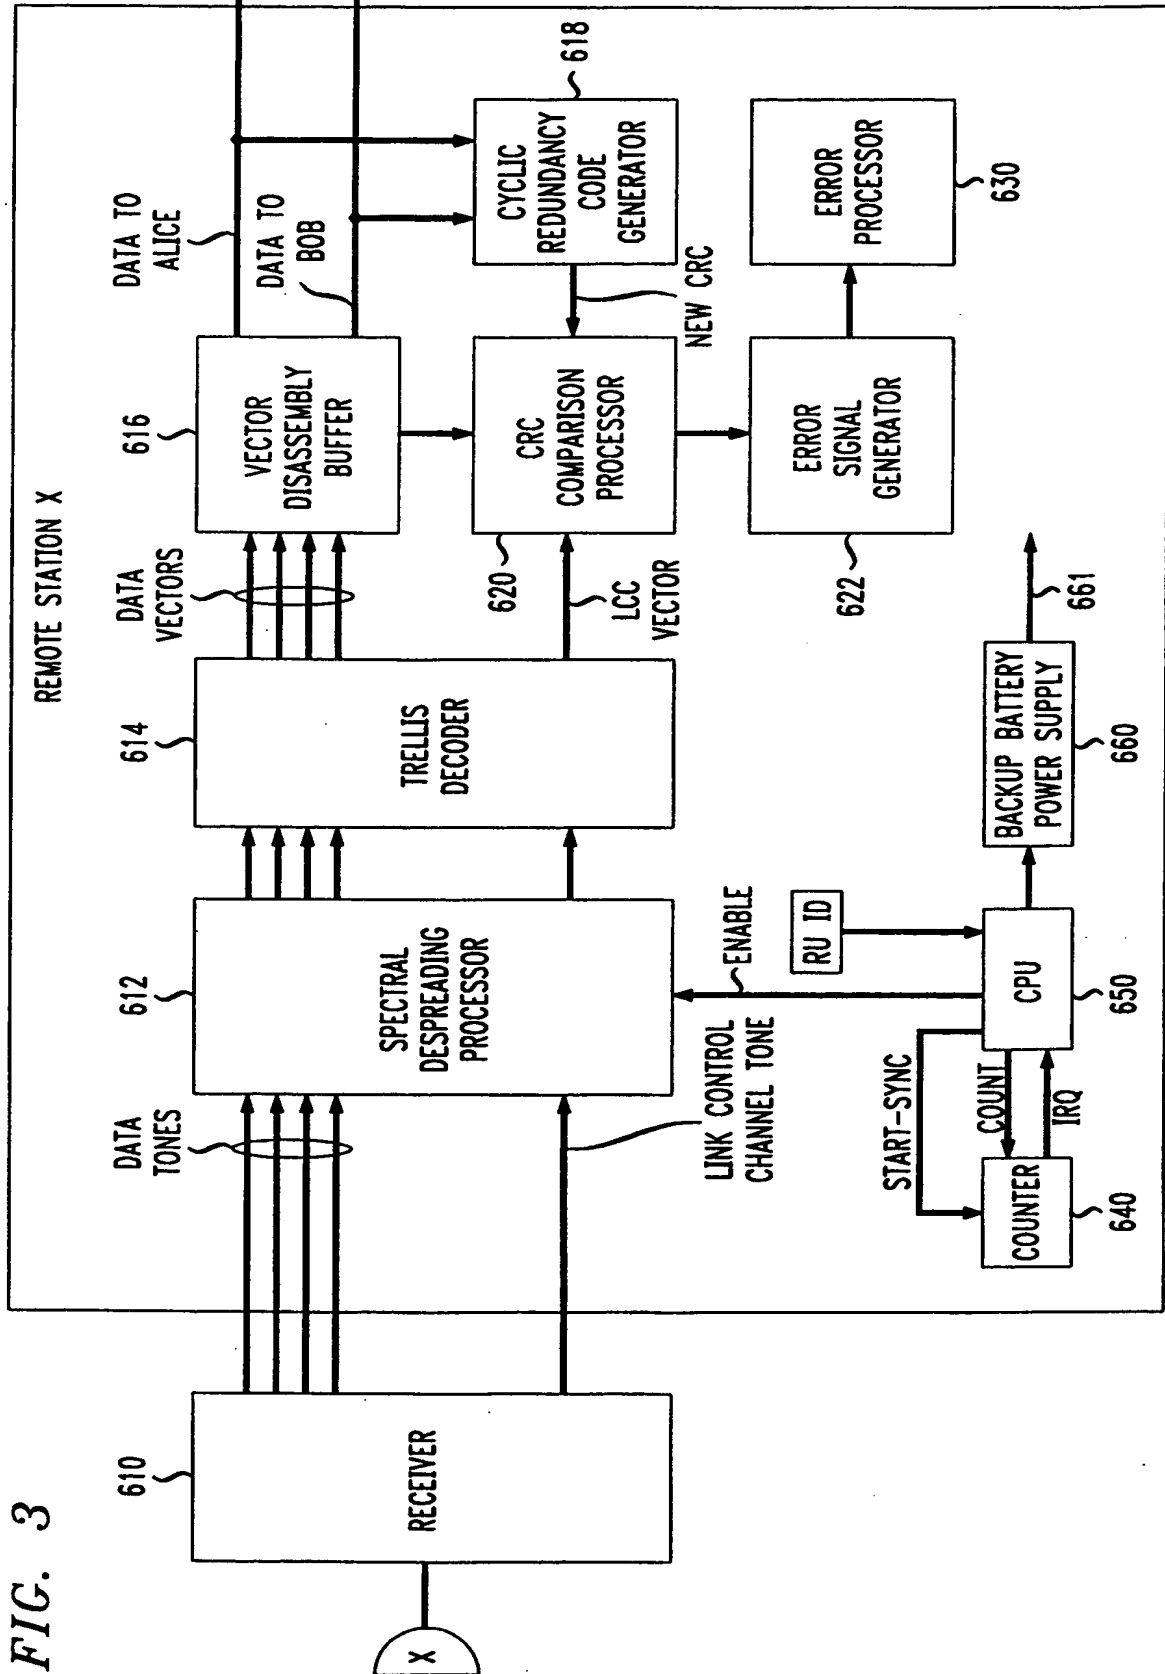 FIG. 3
REMOTE STATION X
X
610
RECEIVER
DATA
TONES
LINK CONTROL
CHANNEL TONE
612
SPECTRAL
DESPREADING
PROCESSOR
614
TRELLIS
DECODER
DATA
VECTORS
LCC
VECTOR
616
VECTOR
DISASSEMBLY
BUFFER
DATA TO
ALICE
DATA TO
BOB
618
CYCLIC
REDUNDANCY
CODE
GENERATOR
NEW CRC
620
CRC
COMPARISON
PROCESSOR
622
ERROR
SIGNAL
GENERATOR
ERROR
PROCESSOR
630
ENABLE
RU ID
START-SYNC
COUNT
IRQ
COUNTER
640
CPU
650
BACKUP BATTERY
POWER SUPPLY
660
661